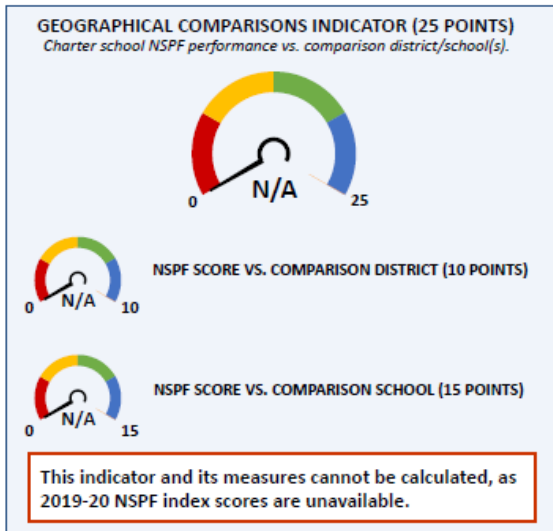 GEOGRAPHICAL COMPARISONS INDICATOR (25 POINTS)
Charter school NSPF performance vs. comparison district/school(s).
N/A
0
25
NSPF SCORE VS. COMPARISON DISTRICT (10 POINTS)
N/A
0
10
NSPF SCORE VS. COMPARISON SCHOOL (15 POINTS)
N/A
0
15
This indicator and its measures cannot be calculated, as
2019-20 NSPF index scores are unavailable.